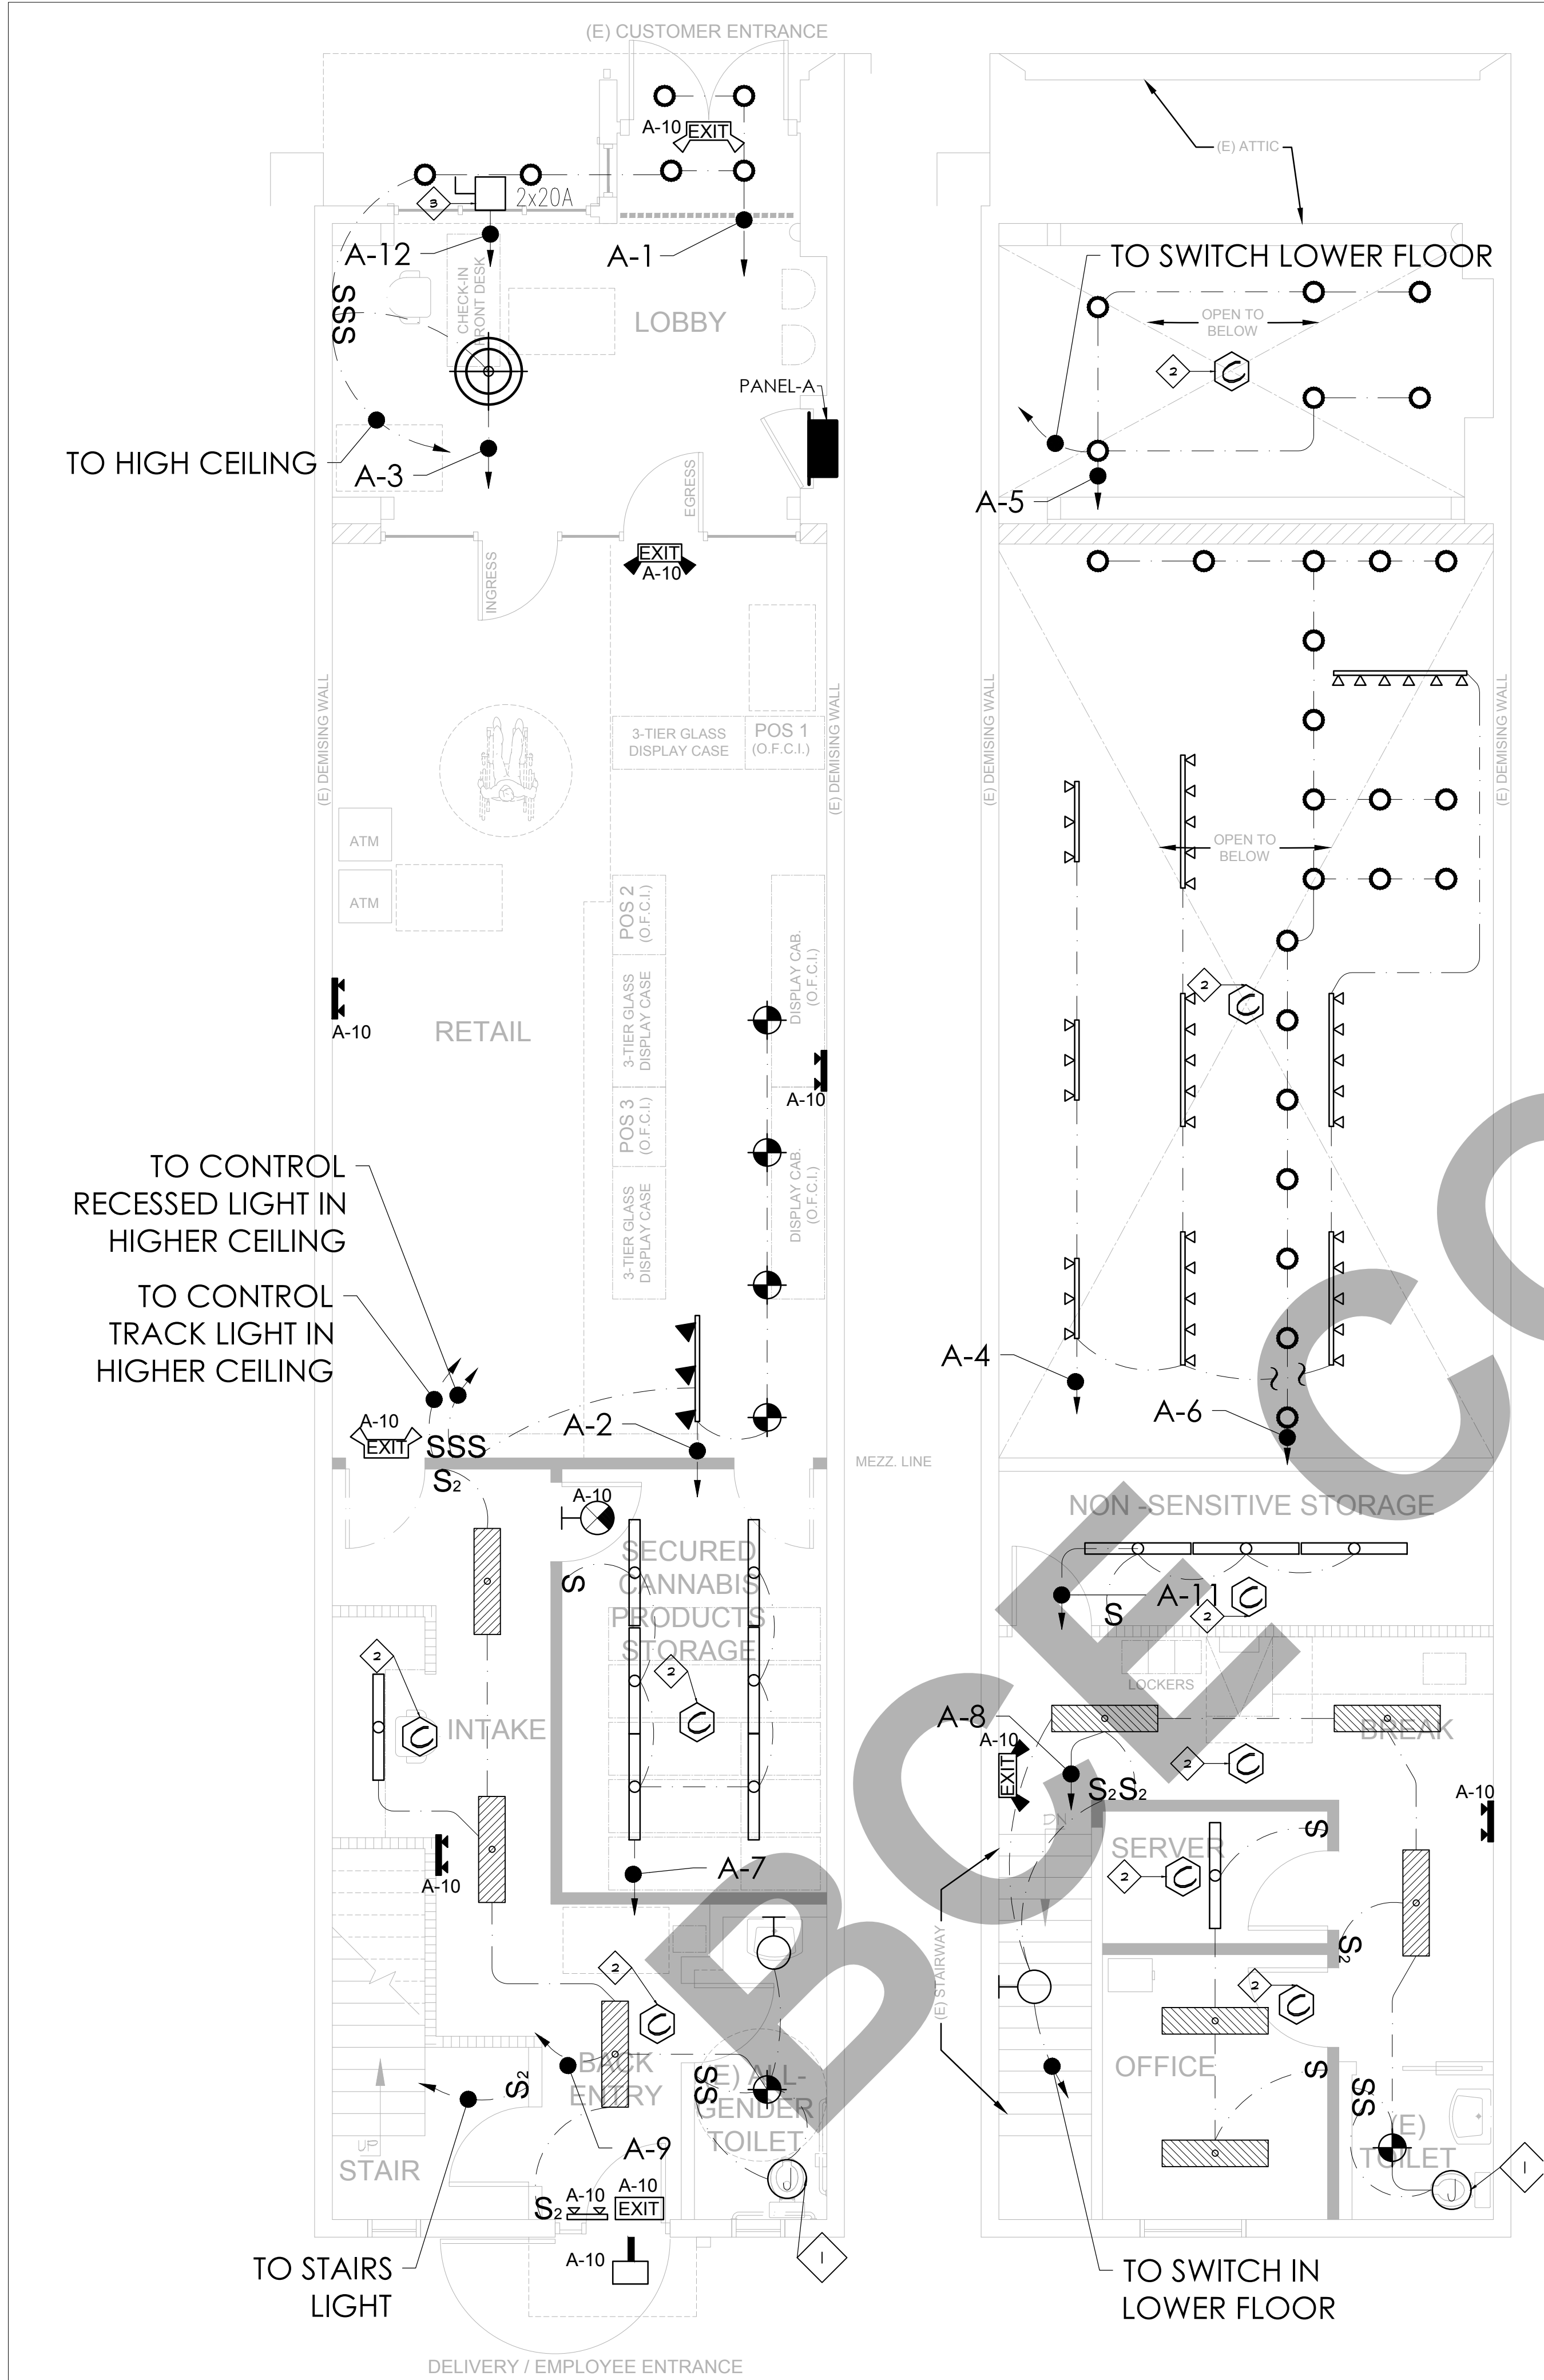 (E) CUSTOMER ENTRANCE
A-10
EXIT
3
2x20A
A-12
A-1
SSS
CHECK-IN
FRONT DESK
LOBBY
PANEL-A
TO HIGH CEILING
A-3
EGRESS
INGRESS
EXIT
A-10
(E) DEMISING WALL
(E) DEMISING WALL
3-TIER GLASS
DISPLAY CASE
POS 1
(O.F.C.I.)
ATM
ATM
POS 2
(O.F.C.I.)
3-TIER GLASS
DISPLAY CASE
DISPLAY CAB.
(O.F.C.I.)
A-10
RETAIL
A-10
POS 3
(O.F.C.I.)
3-TIER GLASS
DISPLAY CASE
DISPLAY CAB.
(O.F.C.I.)
TO CONTROL
RECESSED LIGHT IN
HIGHER CEILING
TO CONTROL
TRACK LIGHT IN
HIGHER CEILING
A-10
EXIT
SSS
S2
A-2
MEZZ. LINE
A-10
S
SECURED
CANNABIS
PRODUCTS
STORAGE
2
C
2
C
INTAKE
A-10
A-7
2
C
BACK
ENTRY
S2
SS
(E) ALL-
GENDER
TOILET
UP
STAIR
A-9
S2
A-10
A-10
EXIT
J
A-10
1
TO STAIRS
LIGHT
DELIVERY / EMPLOYEE ENTRANCE
(E) ATTIC
TO SWITCH LOWER FLOOR
OPEN TO
BELOW
2
C
A-5
(E) DEMISING WALL
(E) DEMISING WALL
OPEN TO
BELOW
2
C
A-4
A-6
NON -SENSITIVE STORAGE
A-11
S
2
C
LOCKERS
A-8
BREAK
A-10
EXIT
2
C
S2S2
DN
A-10
SERVER
S
2
C
S2
(E) STAIRWAY
2
C
OFFICE
S
SS
(E)
TOILET
J
1
TO SWITCH IN
LOWER FLOOR
BCE CO